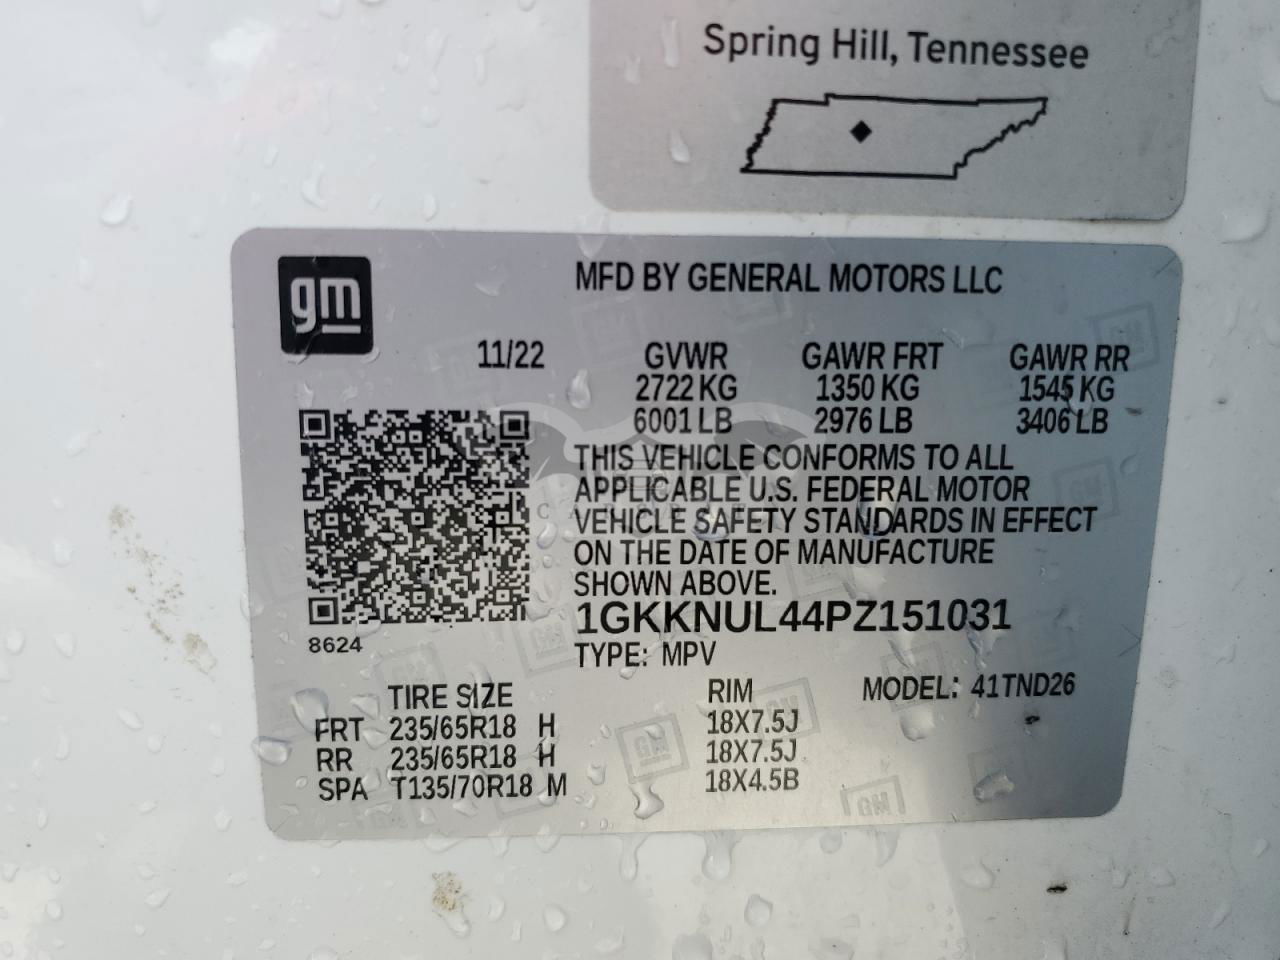 Spring Hill, Tennessee
gm
MFD BY GENERAL MOTORS LLC
11/22 GVWR GAWR FRT GAWR RR
2722 KG 1350 KG 1545 KG
6001 LB 2976 LB 3406 LB
THIS VEHICLE CONFORMS TO ALL
APPLICABLE U.S. FEDERAL MOTOR
VEHICLE SAFETY STANDARDS IN EFFECT
ON THE DATE OF MANUFACTURE
SHOWN ABOVE.
1GKKNUL44PZ151031
8624
TYPE: MPV
TIRE SIZE RIM MODEL: 41TND26
FRT 235/65R18 H 18X7.5J
RR 235/65R18 H 18X7.5J
SPA T135/70R18 M 18X4.5B